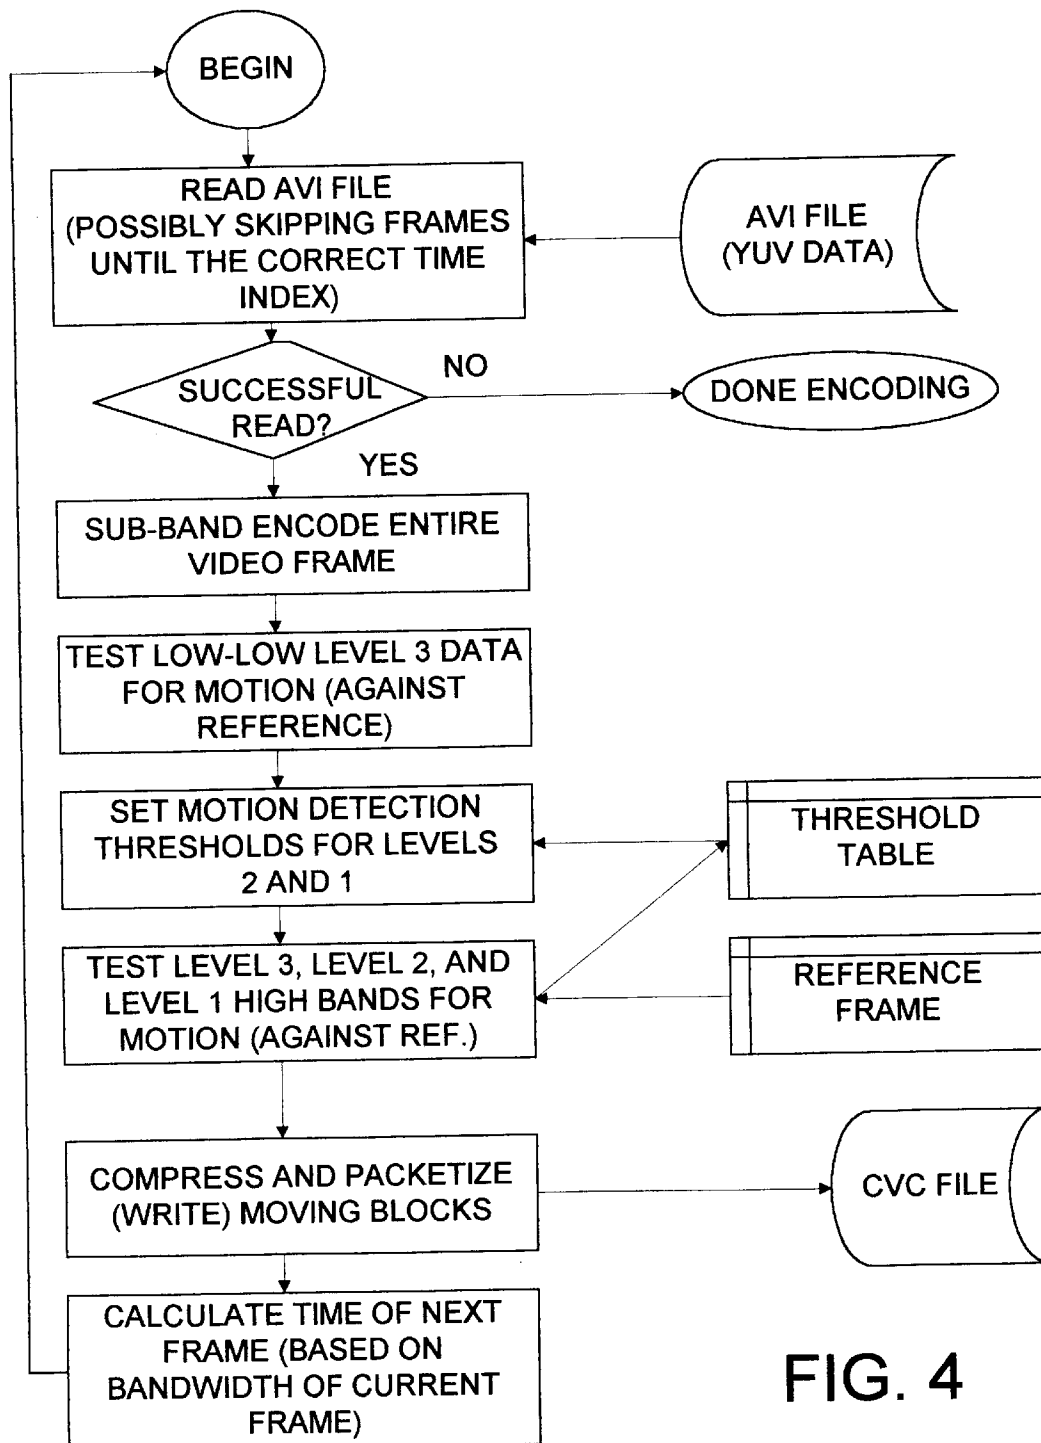 BEGIN
READ AVI FILE
(POSSIBLY SKIPPING FRAMES
UNTIL THE CORRECT TIME
INDEX)
AVI FILE
(YUV DATA)
SUCCESSFUL
READ?
NO
DONE ENCODING
YES
SUB-BAND ENCODE ENTIRE
VIDEO FRAME
TEST LOW-LOW LEVEL 3 DATA
FOR MOTION (AGAINST
REFERENCE)
SET MOTION DETECTION
THRESHOLDS FOR LEVELS
2 AND 1
THRESHOLD
TABLE
TEST LEVEL 3, LEVEL 2, AND
LEVEL 1 HIGH BANDS FOR
MOTION (AGAINST REF.)
REFERENCE
FRAME
COMPRESS AND PACKETIZE
(WRITE) MOVING BLOCKS
CVC FILE
CALCULATE TIME OF NEXT
FRAME (BASED ON
BANDWIDTH OF CURRENT
FRAME)
FIG. 4